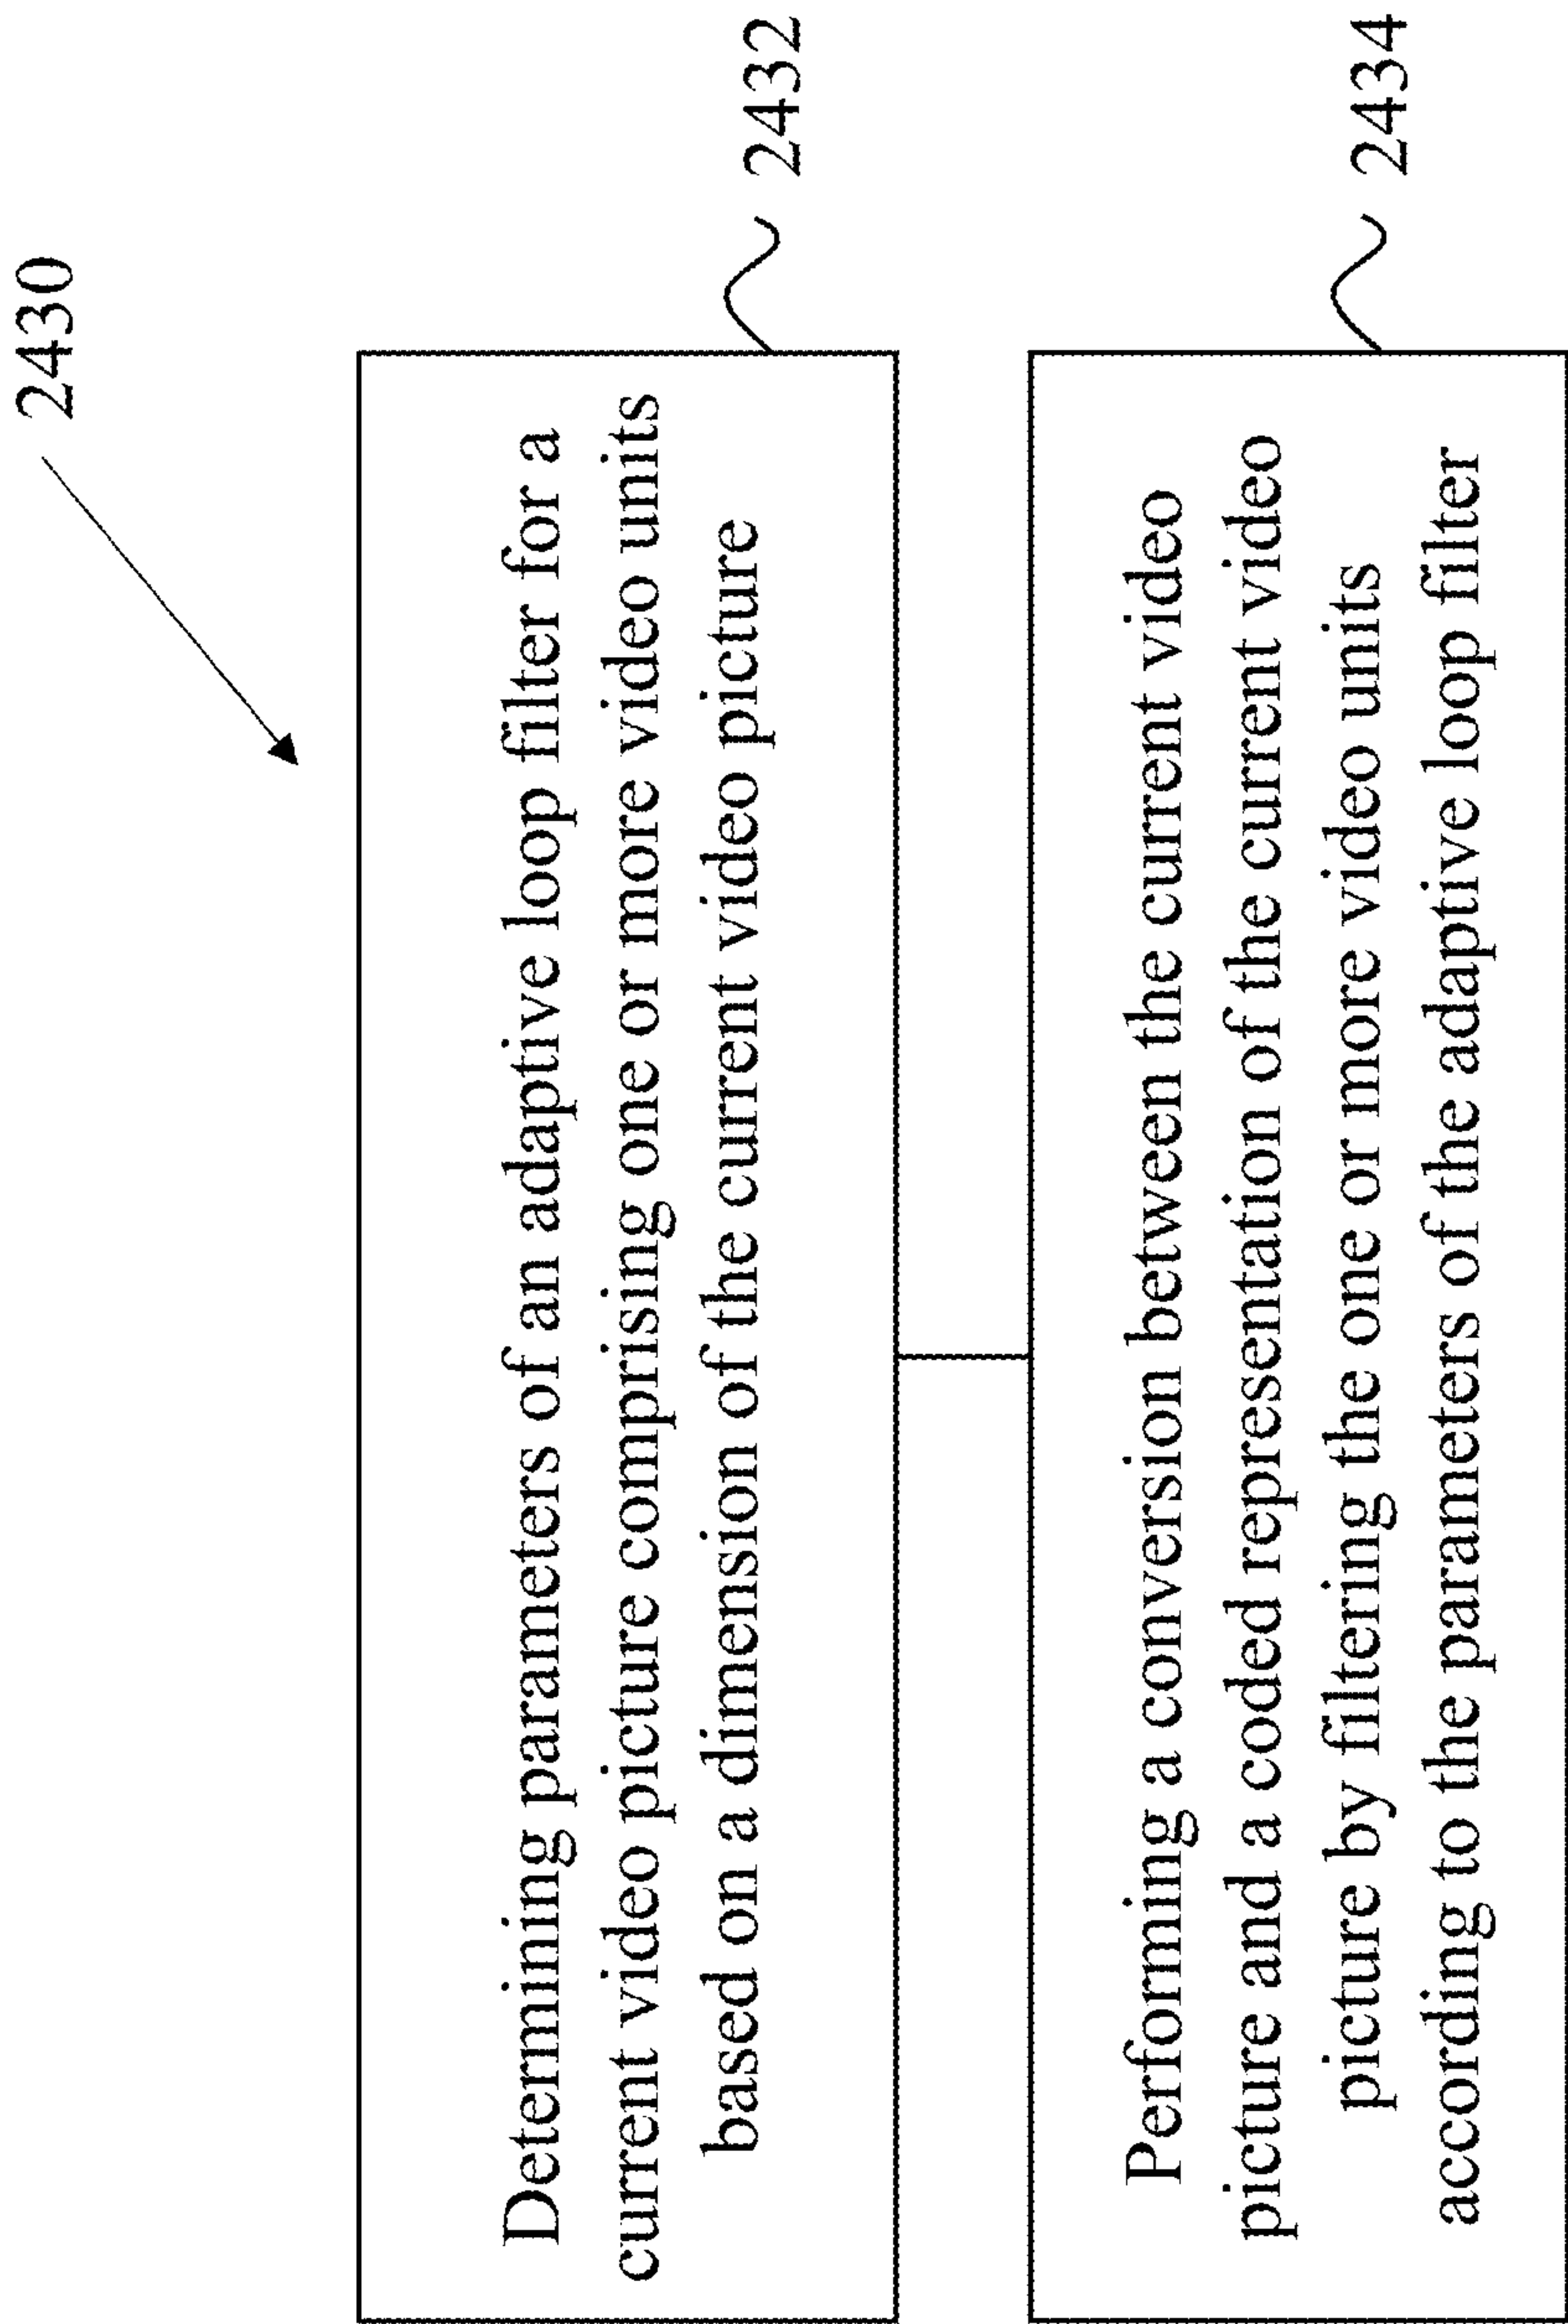 2430
Determining parameters of an adaptive loop filter for a
current video picture comprising one or more video units
based on a dimension of the current video picture
2432
Performing a conversion between the current video
picture and a coded representation of the current video
picture by filtering the one or more video units
according to the parameters of the adaptive loop filter
2434